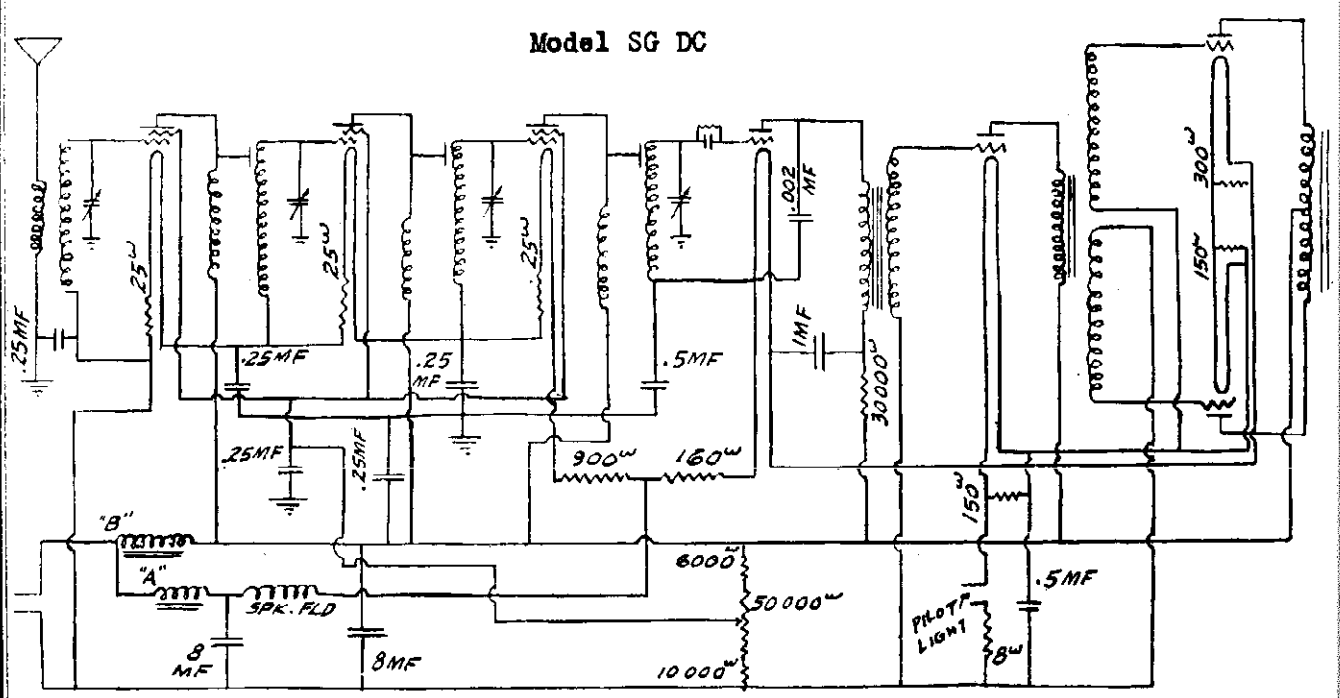 Model SG DC
.25MF
25ω
25ω
25ω
.002
MF
300ω
150ω
.25MF
.25
MF
.5MF
1MF
30000ω
.25MF
.25MF
900ω
160ω
150ω
"B"
"A"
SPK. FLD
8
MF
8MF
6000ω
50000ω
10000ω
PILOT
LIGHT
8ω
.5MF